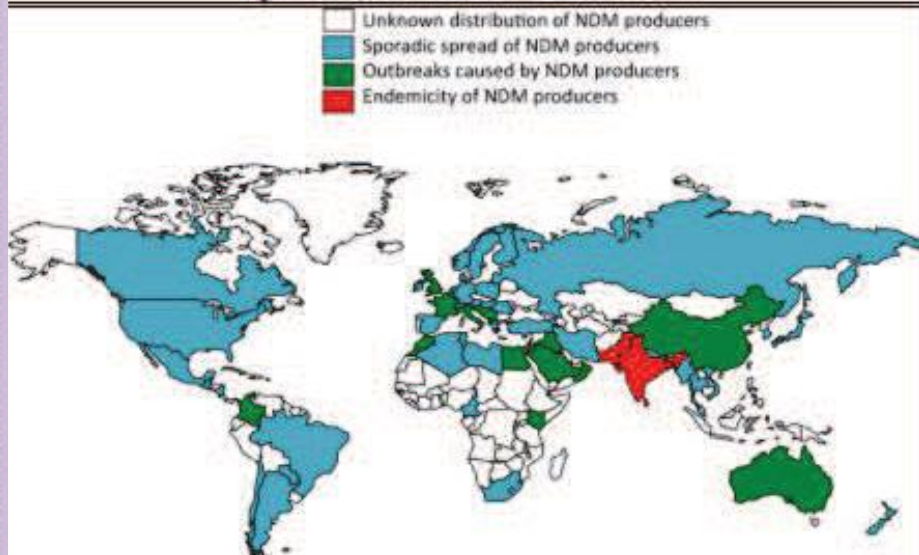 Unknown distribution of NDM producers
Sporadic spread of NDM producers
Outbreaks caused by NDM producers
Endemicity of NDM producers